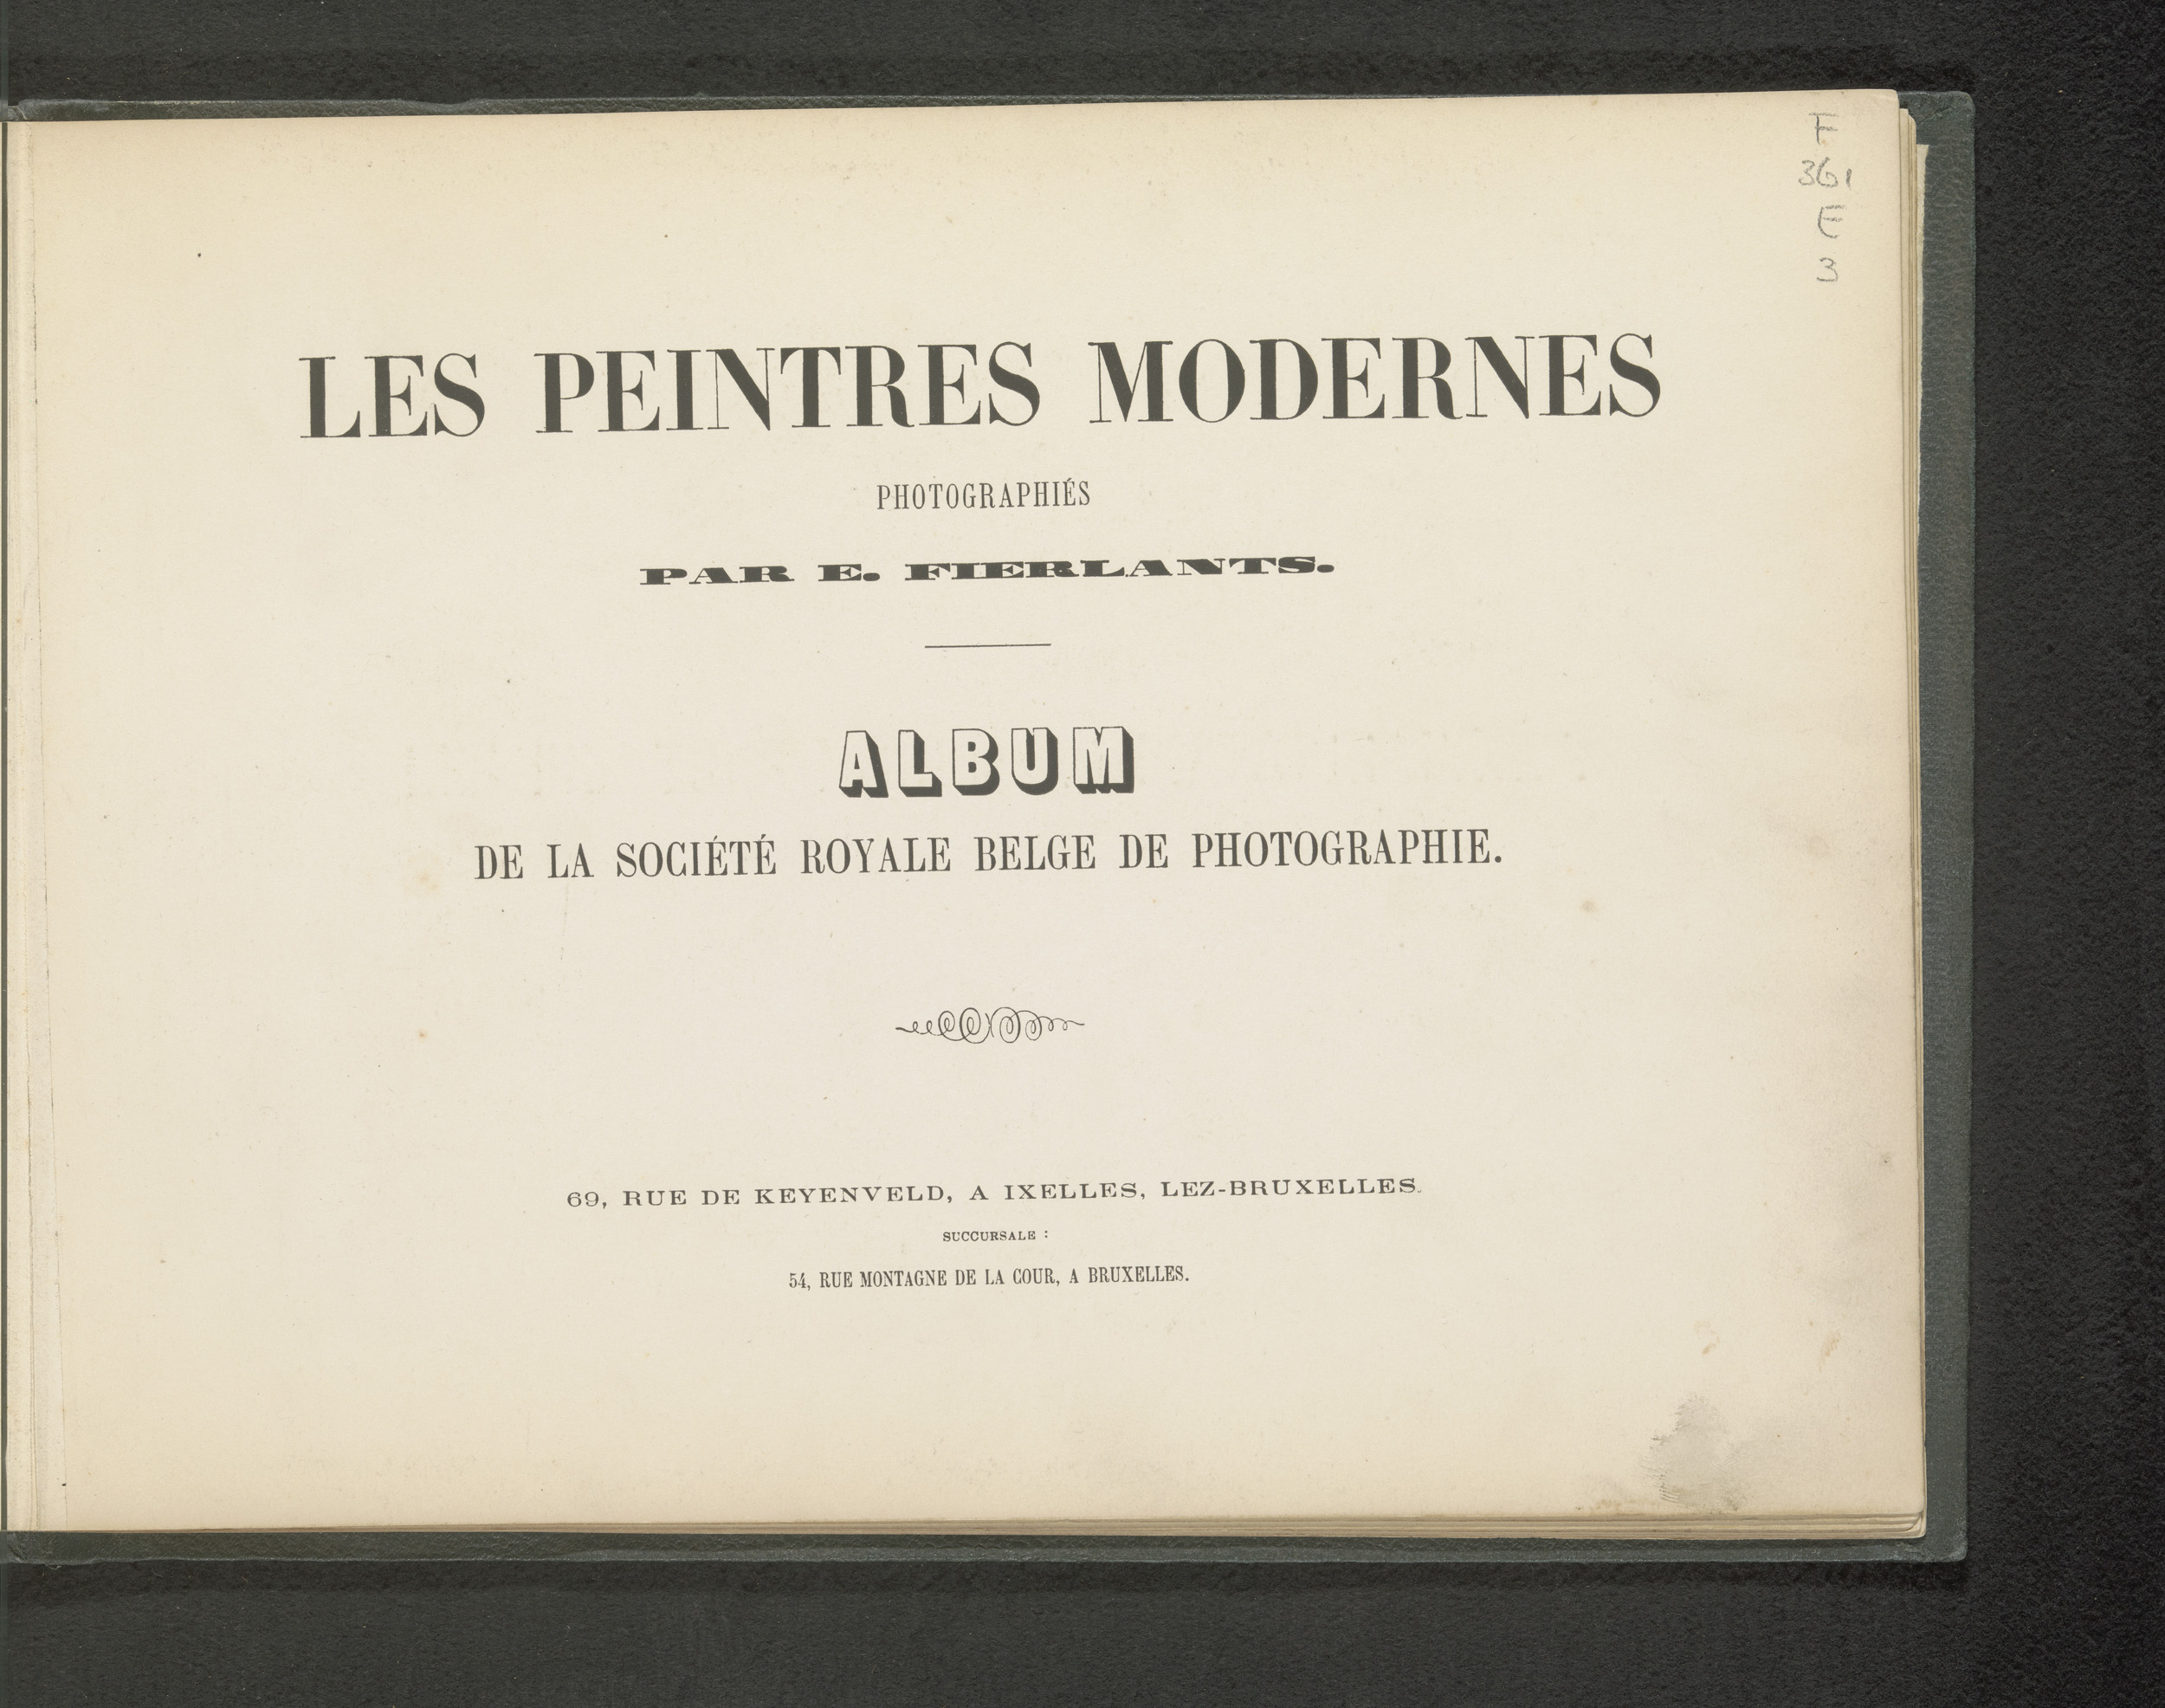 F
361
E
3
LES PEINTRES MODERNES
PHOTOGRAPHIÉS
PAR E. FIERLANTS.
ALBUM
DE LA SOCIÉTÉ ROYALE BELGE DE PHOTOGRAPHIE.
69, RUE DE KEYENVELD, A IXELLES, LEZ-BRUXELLES.
SUCCURSALE :
54, RUE MONTAGNE DE LA COUR, A BRUXELLES.